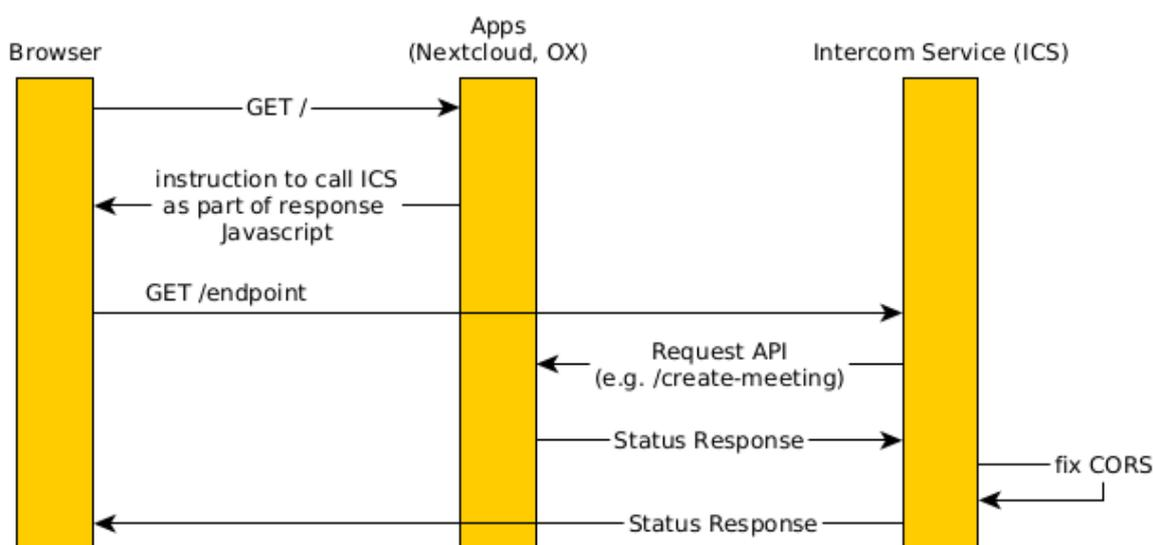 Browser
Apps
(Nextcloud, OX)
Intercom Service (ICS)
GET /
instruction to call ICS
as part of response
Javascript
GET /endpoint
Request API
(e.g. /create-meeting)
Status Response
fix CORS
Status Response